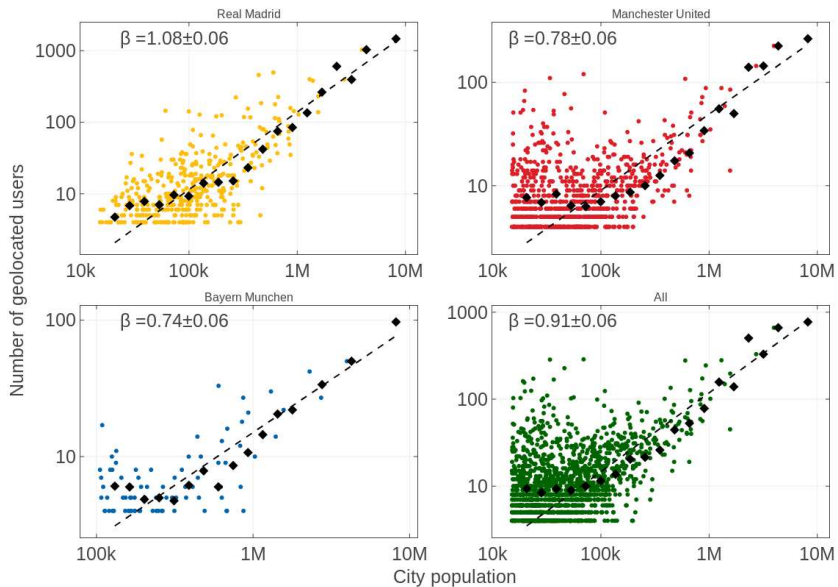 Real Madrid
Manchester United
β =1.08±0.06
β =0.78±0.06
1000
100
10
100
10
10k
100k
1M
10M
10k
100k
1M
10M
Number of geolocated users
Bayern Munchen
All
β =0.74±0.06
β =0.91±0.06
100
10
1000
100
10
100k
1M
10M
10k
100k
1M
10M
City population